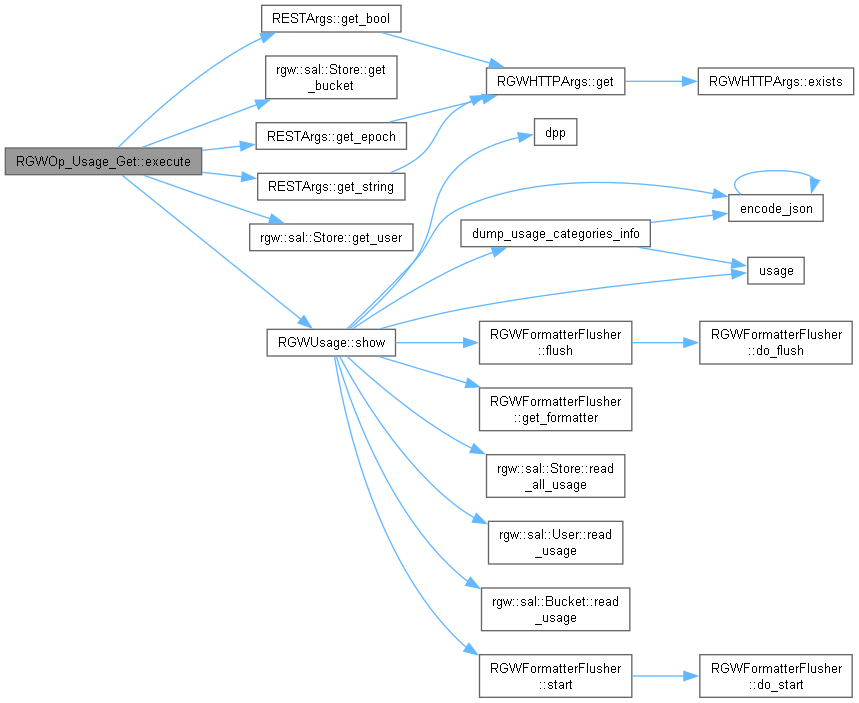 RESTArgs::get_bool
rgw::sal::Store::get
_bucket
RGWHTTPArgs::get
RGWHTTPArgs::exists
RESTArgs::get_epoch
dpp
RGWOp_Usage_Get::execute
RESTArgs::get_string
encode_json
rgw::sal::Store::get_user
dump_usage_categories_info
usage
RGWUsage::show
RGWFormatterFlusher
::flush
RGWFormatterFlusher
::do_flush
RGWFormatterFlusher
::get_formatter
rgw::sal::Store::read
_all_usage
rgw::sal::User::read
_usage
rgw::sal::Bucket::read
_usage
RGWFormatterFlusher
::start
RGWFormatterFlusher
::do_start